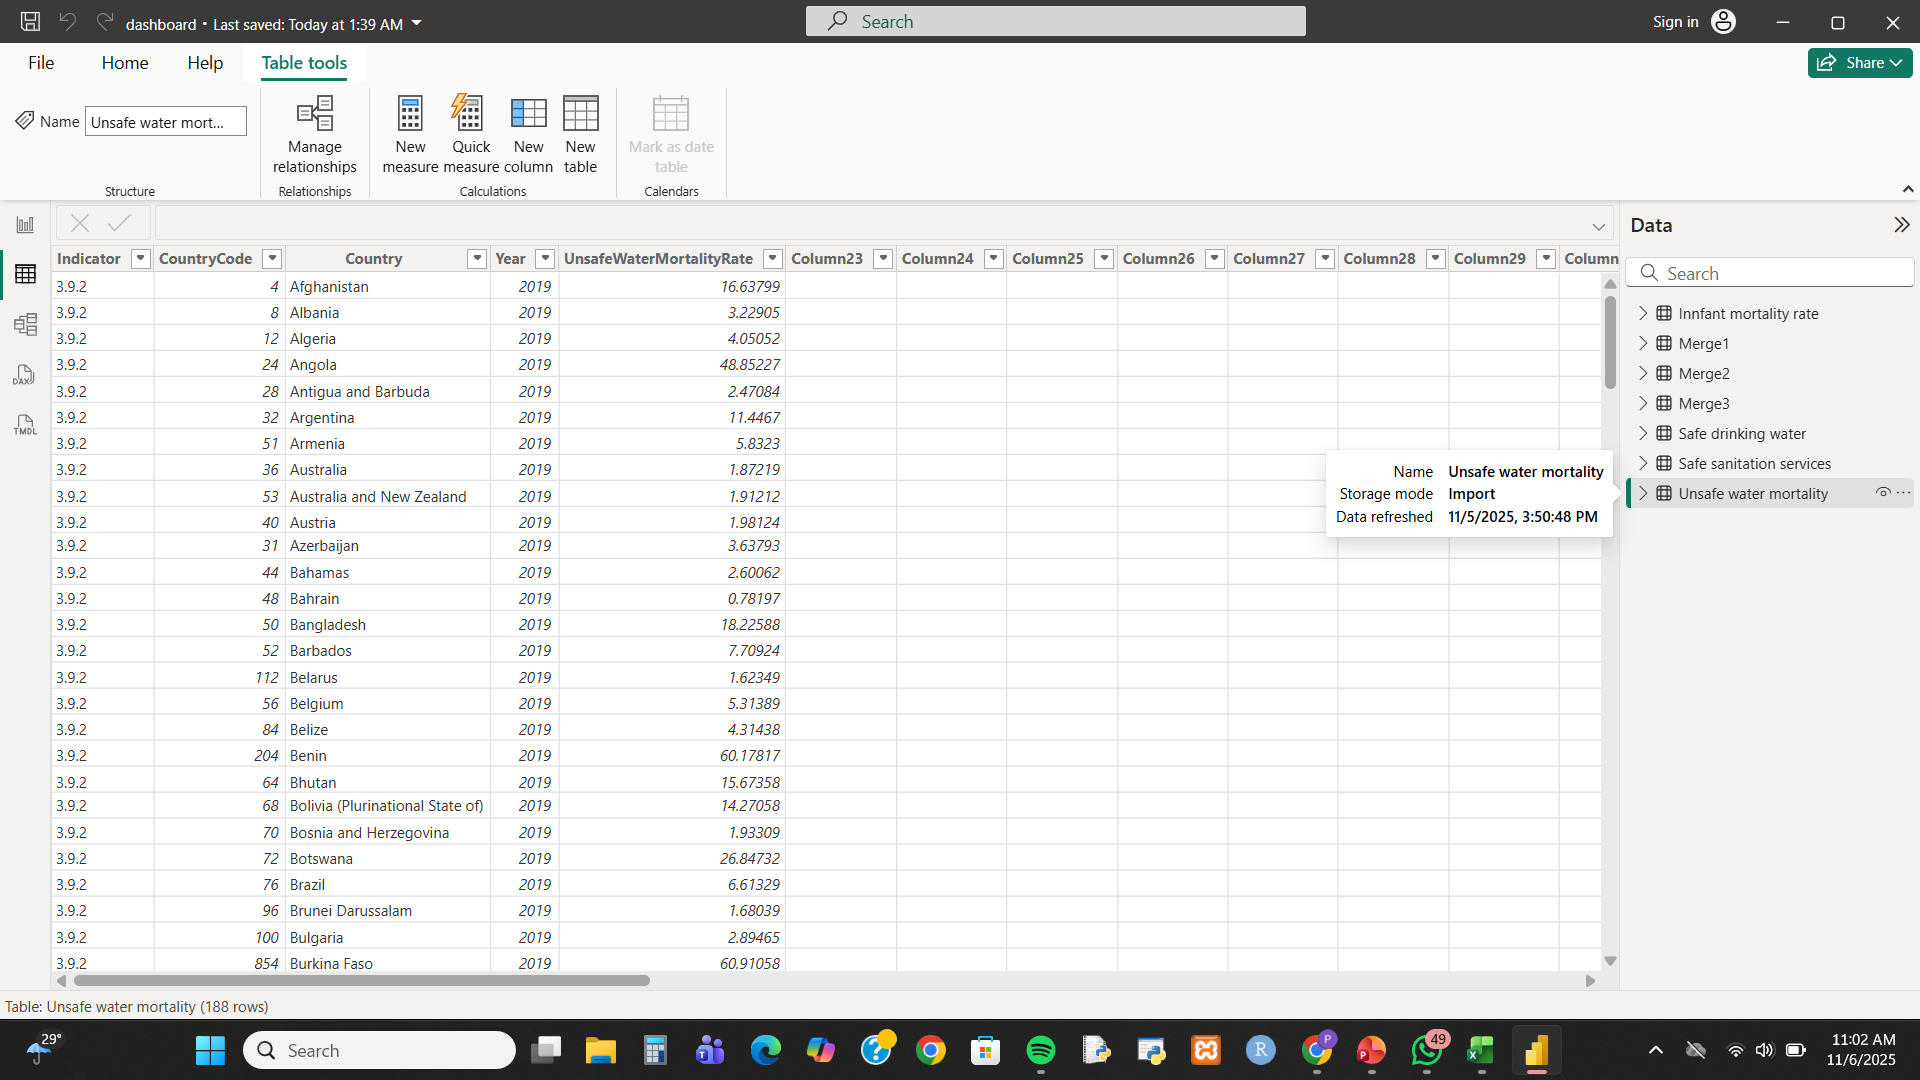 dashboard • Last saved: Today at 1:39 AM
Search
Sign in
File Home Help Table tools
Share
Name Unsafe water mort...
Manage relationships
New measure
Quick measure
New column
New table
Mark as date table
Structure Relationships Calculations Calendars
Indicator CountryCode Country Year UnsafeWaterMortalityRate Column23 Column24 Column25 Column26 Column27 Column28 Column29 Column
3.9.2 4 Afghanistan 2019 16.63799
3.9.2 8 Albania 2019 3.22905
3.9.2 12 Algeria 2019 4.05052
3.9.2 24 Angola 2019 48.85227
3.9.2 28 Antigua and Barbuda 2019 2.47084
3.9.2 32 Argentina 2019 11.4467
3.9.2 51 Armenia 2019 5.8323
3.9.2 36 Australia 2019 1.87219
3.9.2 53 Australia and New Zealand 2019 1.91212
3.9.2 40 Austria 2019 1.98124
3.9.2 31 Azerbaijan 2019 3.63793
3.9.2 44 Bahamas 2019 2.60062
3.9.2 48 Bahrain 2019 0.78197
3.9.2 50 Bangladesh 2019 18.22588
3.9.2 52 Barbados 2019 7.70924
3.9.2 112 Belarus 2019 1.62349
3.9.2 56 Belgium 2019 5.31389
3.9.2 84 Belize 2019 4.31438
3.9.2 204 Benin 2019 60.17817
3.9.2 64 Bhutan 2019 15.67358
3.9.2 68 Bolivia (Plurinational State of) 2019 14.27058
3.9.2 70 Bosnia and Herzegovina 2019 1.93309
3.9.2 72 Botswana 2019 26.84732
3.9.2 76 Brazil 2019 6.61329
3.9.2 96 Brunei Darussalam 2019 1.68039
3.9.2 100 Bulgaria 2019 2.89465
3.9.2 854 Burkina Faso 2019 60.91058
Name Unsafe water mortality
Storage mode Import
Data refreshed 11/5/2025, 3:50:48 PM
Data
Search
Innfant mortality rate
Merge1
Merge2
Merge3
Safe drinking water
Safe sanitation services
Unsafe water mortality
DAX
TMDL
Table: Unsafe water mortality (188 rows)
29°
Search
P
P
49
R
X
11:02 AM
11/6/2025